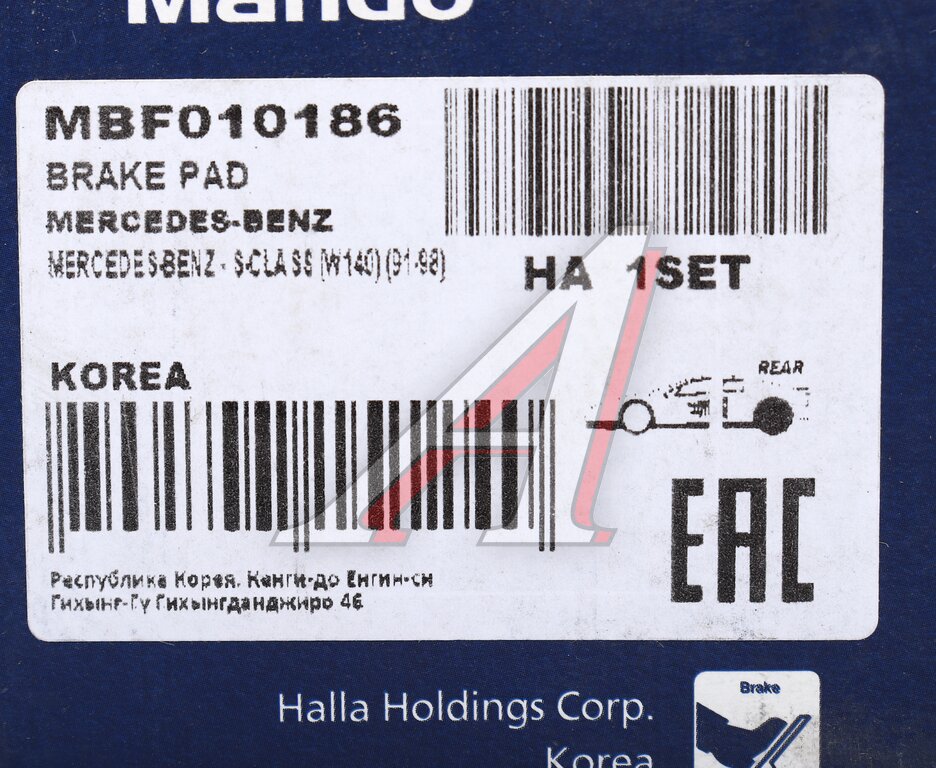 Mando
MBF010186
BRAKE PAD
MERCEDES-BENZ
MERCEDES-BENZ - S-CLASS (W140) (91-98)
HA 1SET
KOREA
REAR
EAC
Республика Корея, Кенги-до Енгин-си
Гихынг-Гу Гихынгданджиро 46
Halla Holdings Corp.
Korea
Brake